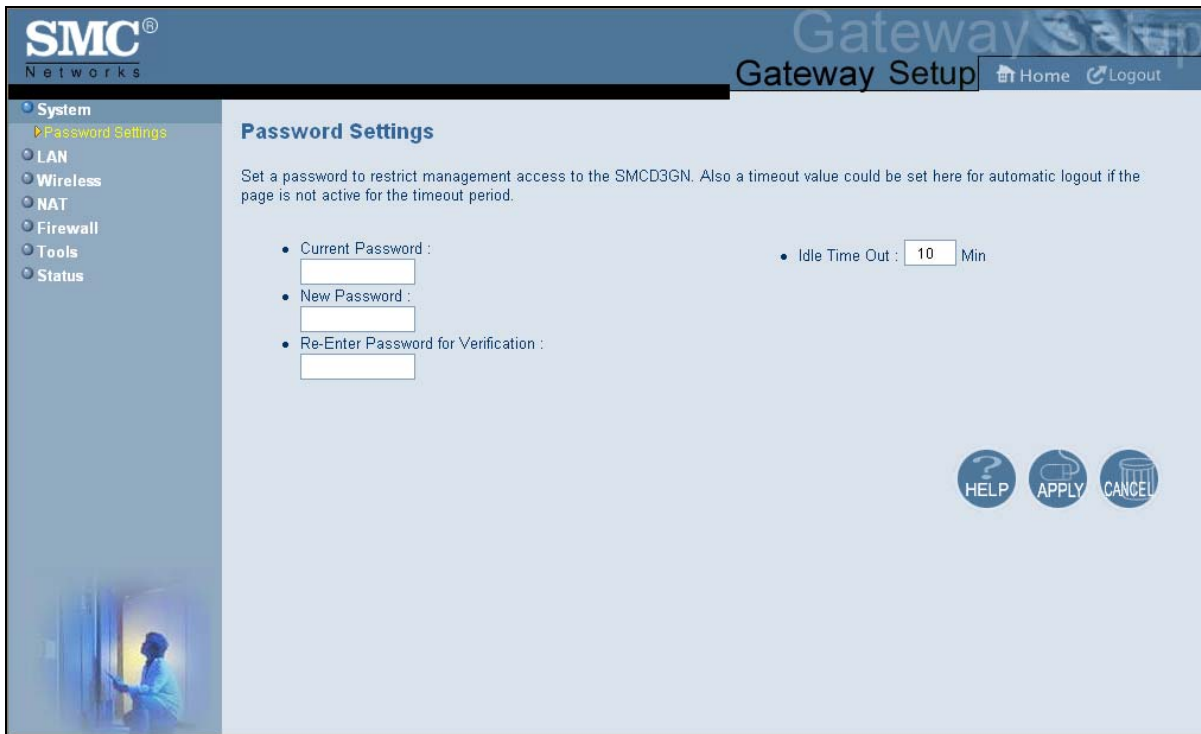 SMC®
Networks
Gateway Setup
Gateway Setup
Home
Logout
System
Password Settings
LAN
Wireless
NAT
Firewall
Tools
Status
Password Settings
Set a password to restrict management access to the SMCD3GN. Also a timeout value could be set here for automatic logout if the
page is not active for the timeout period.
• Current Password :
• New Password :
• Re-Enter Password for Verification :
• Idle Time Out : 10 Min
HELP
APPLY
CANCEL